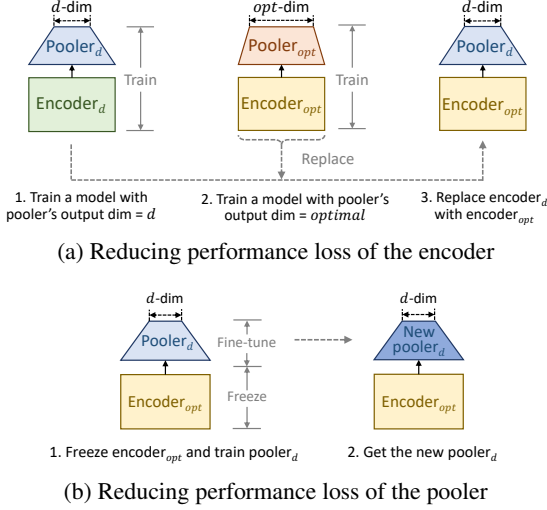 d-dim
opt-dim
d-dim
Pooler_d
Pooler_opt
Pooler_d
Train
Train
Encoder_d
Encoder_opt
Encoder_opt
Replace
1. Train a model with
pooler's output dim = d
2. Train a model with pooler's
output dim = optimal
3. Replace encoder_d
with encoder_opt
(a) Reducing performance loss of the encoder
d-dim
d-dim
Pooler_d
Fine-tune
New
pooler_d
Encoder_opt
Freeze
Encoder_opt
1. Freeze encoder_opt and train pooler_d
2. Get the new pooler_d
(b) Reducing performance loss of the pooler